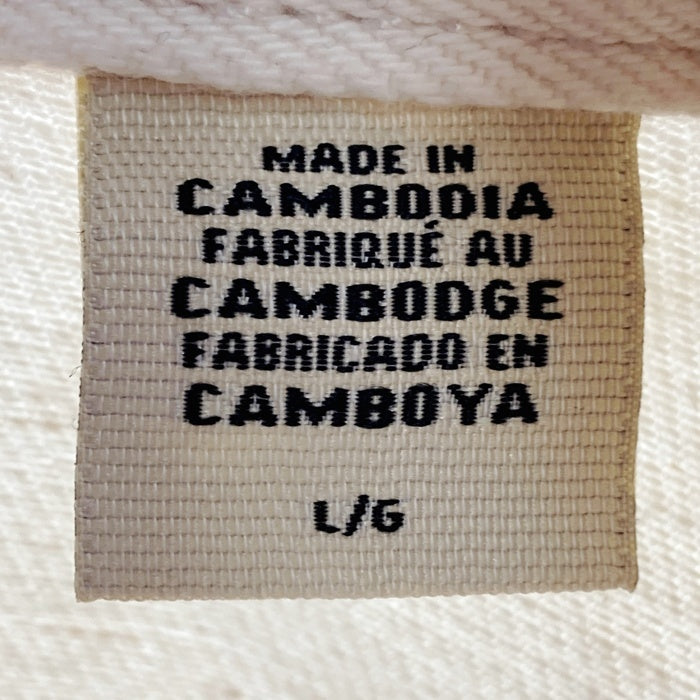 MADE IN
CAMBODIA
FABRIQUÉ AU
CAMBODGE
FABRICADO EN
CAMBOYA
L/G